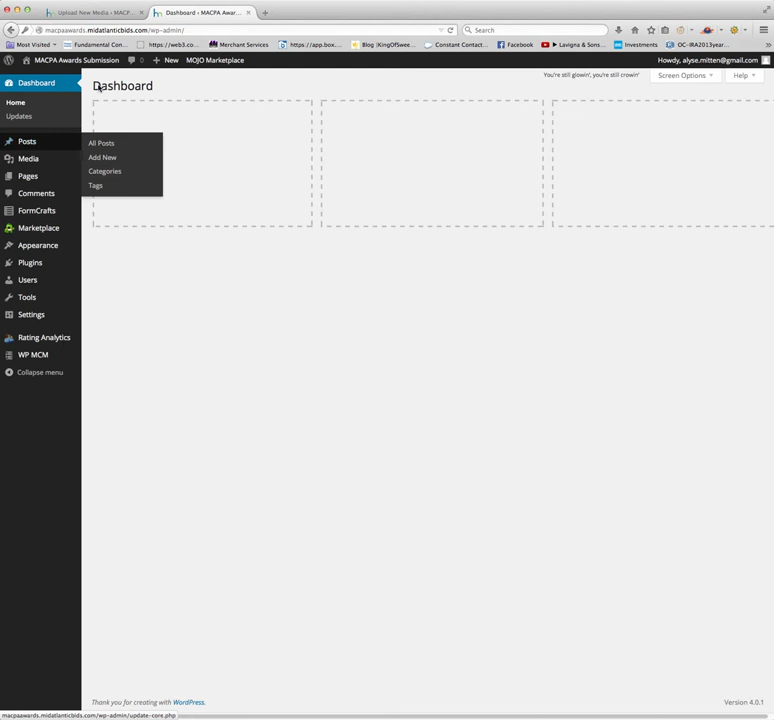 Upload New Media ‹ MACP...
Dashboard ‹ MACPA Awar...
macpaawards.midatlanticbids.com/wp-admin/
Search
Most Visited
Fundamental Con...
https://web3.co...
Merchant Services
https://app.box....
Blog |KingOfSwee...
Constant Contact...
Facebook
Lavigna & Sons...
Investments
OC-IRA2013year...
MACPA Awards Submission
0
New
MOJO Marketplace
Howdy, alyse.mitten@gmail.com
Dashboard
Home
Updates
Posts
Media
Pages
Comments
FormCrafts
Marketplace
Appearance
Plugins
Users
Tools
Settings
Rating Analytics
WP MCM
Collapse menu
All Posts
Add New
Categories
Tags
Dashboard
You're still glowin', you're still crowin'
Screen Options
Help
Thank you for creating with WordPress.
Version 4.0.1
macpaawards.midatlanticbids.com/wp-admin/update-core.php